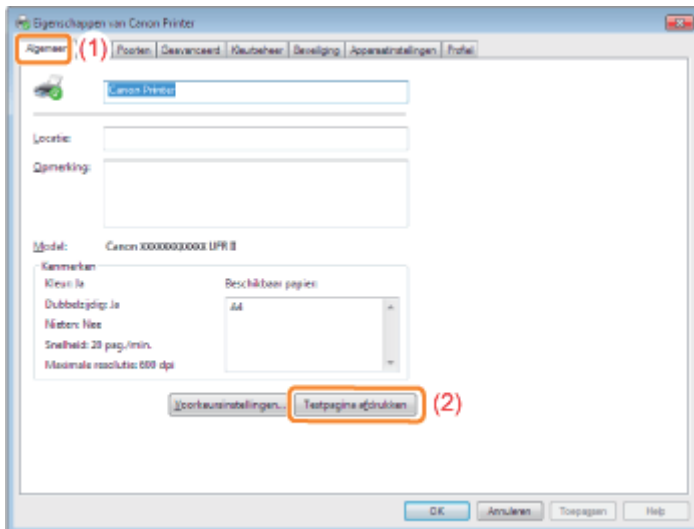 Eigenschappen van Canon Printer
Algemeen (1) Poorten Geavanceerd Kleurbeheer Beveiliging Apparaatinstellingen Profiel
Canon Printer
Locatie:
Opmerking:
Model: Canon XXXXXXXXXXX UFR II
Kenmerken
Kleur: Ja Beschikbaar papier:
Dubbelzijdig: Ja A4
Nieten: Nee
Snelheid: 20 pag./min.
Maximale resolutie: 600 dpi
Voorkeursinstellingen... Testpagina afdrukken (2)
OK Annuleren Toepassen Help